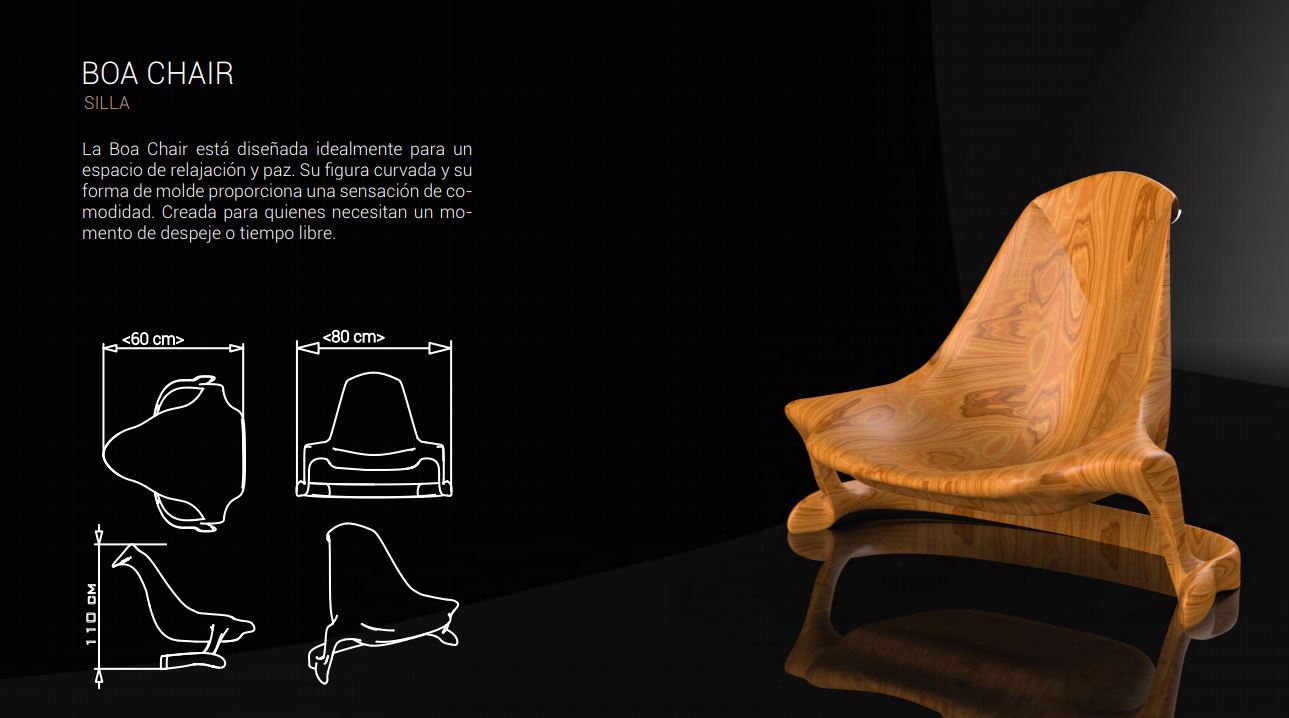 BOA CHAIR
SILLA
La Boa Chair está diseñada idealmente para un
espacio de relajación y paz. Su figura curvada y su
forma de molde proporciona una sensación de co-
modidad. Creada para quienes necesitan un mo-
mento de despeje o tiempo libre.
<60 cm>
<80 cm>
110 CM